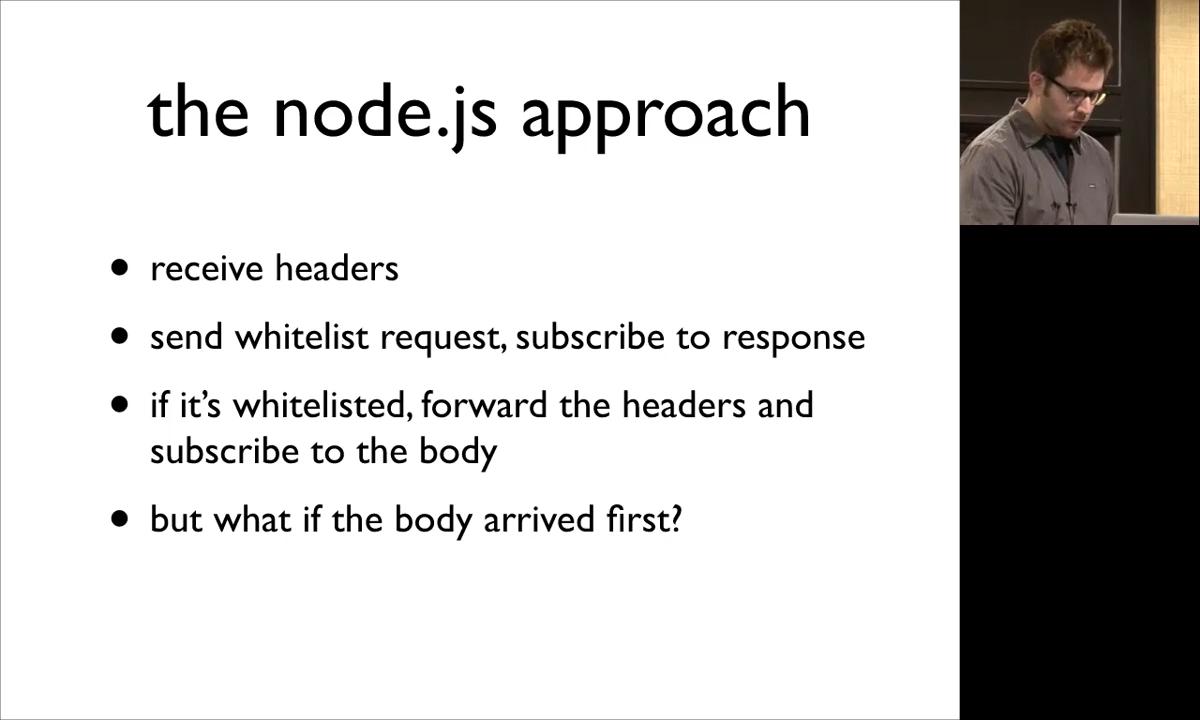 the node.js approach
• receive headers
• send whitelist request, subscribe to response
• if it’s whitelisted, forward the headers and
subscribe to the body
• but what if the body arrived first?